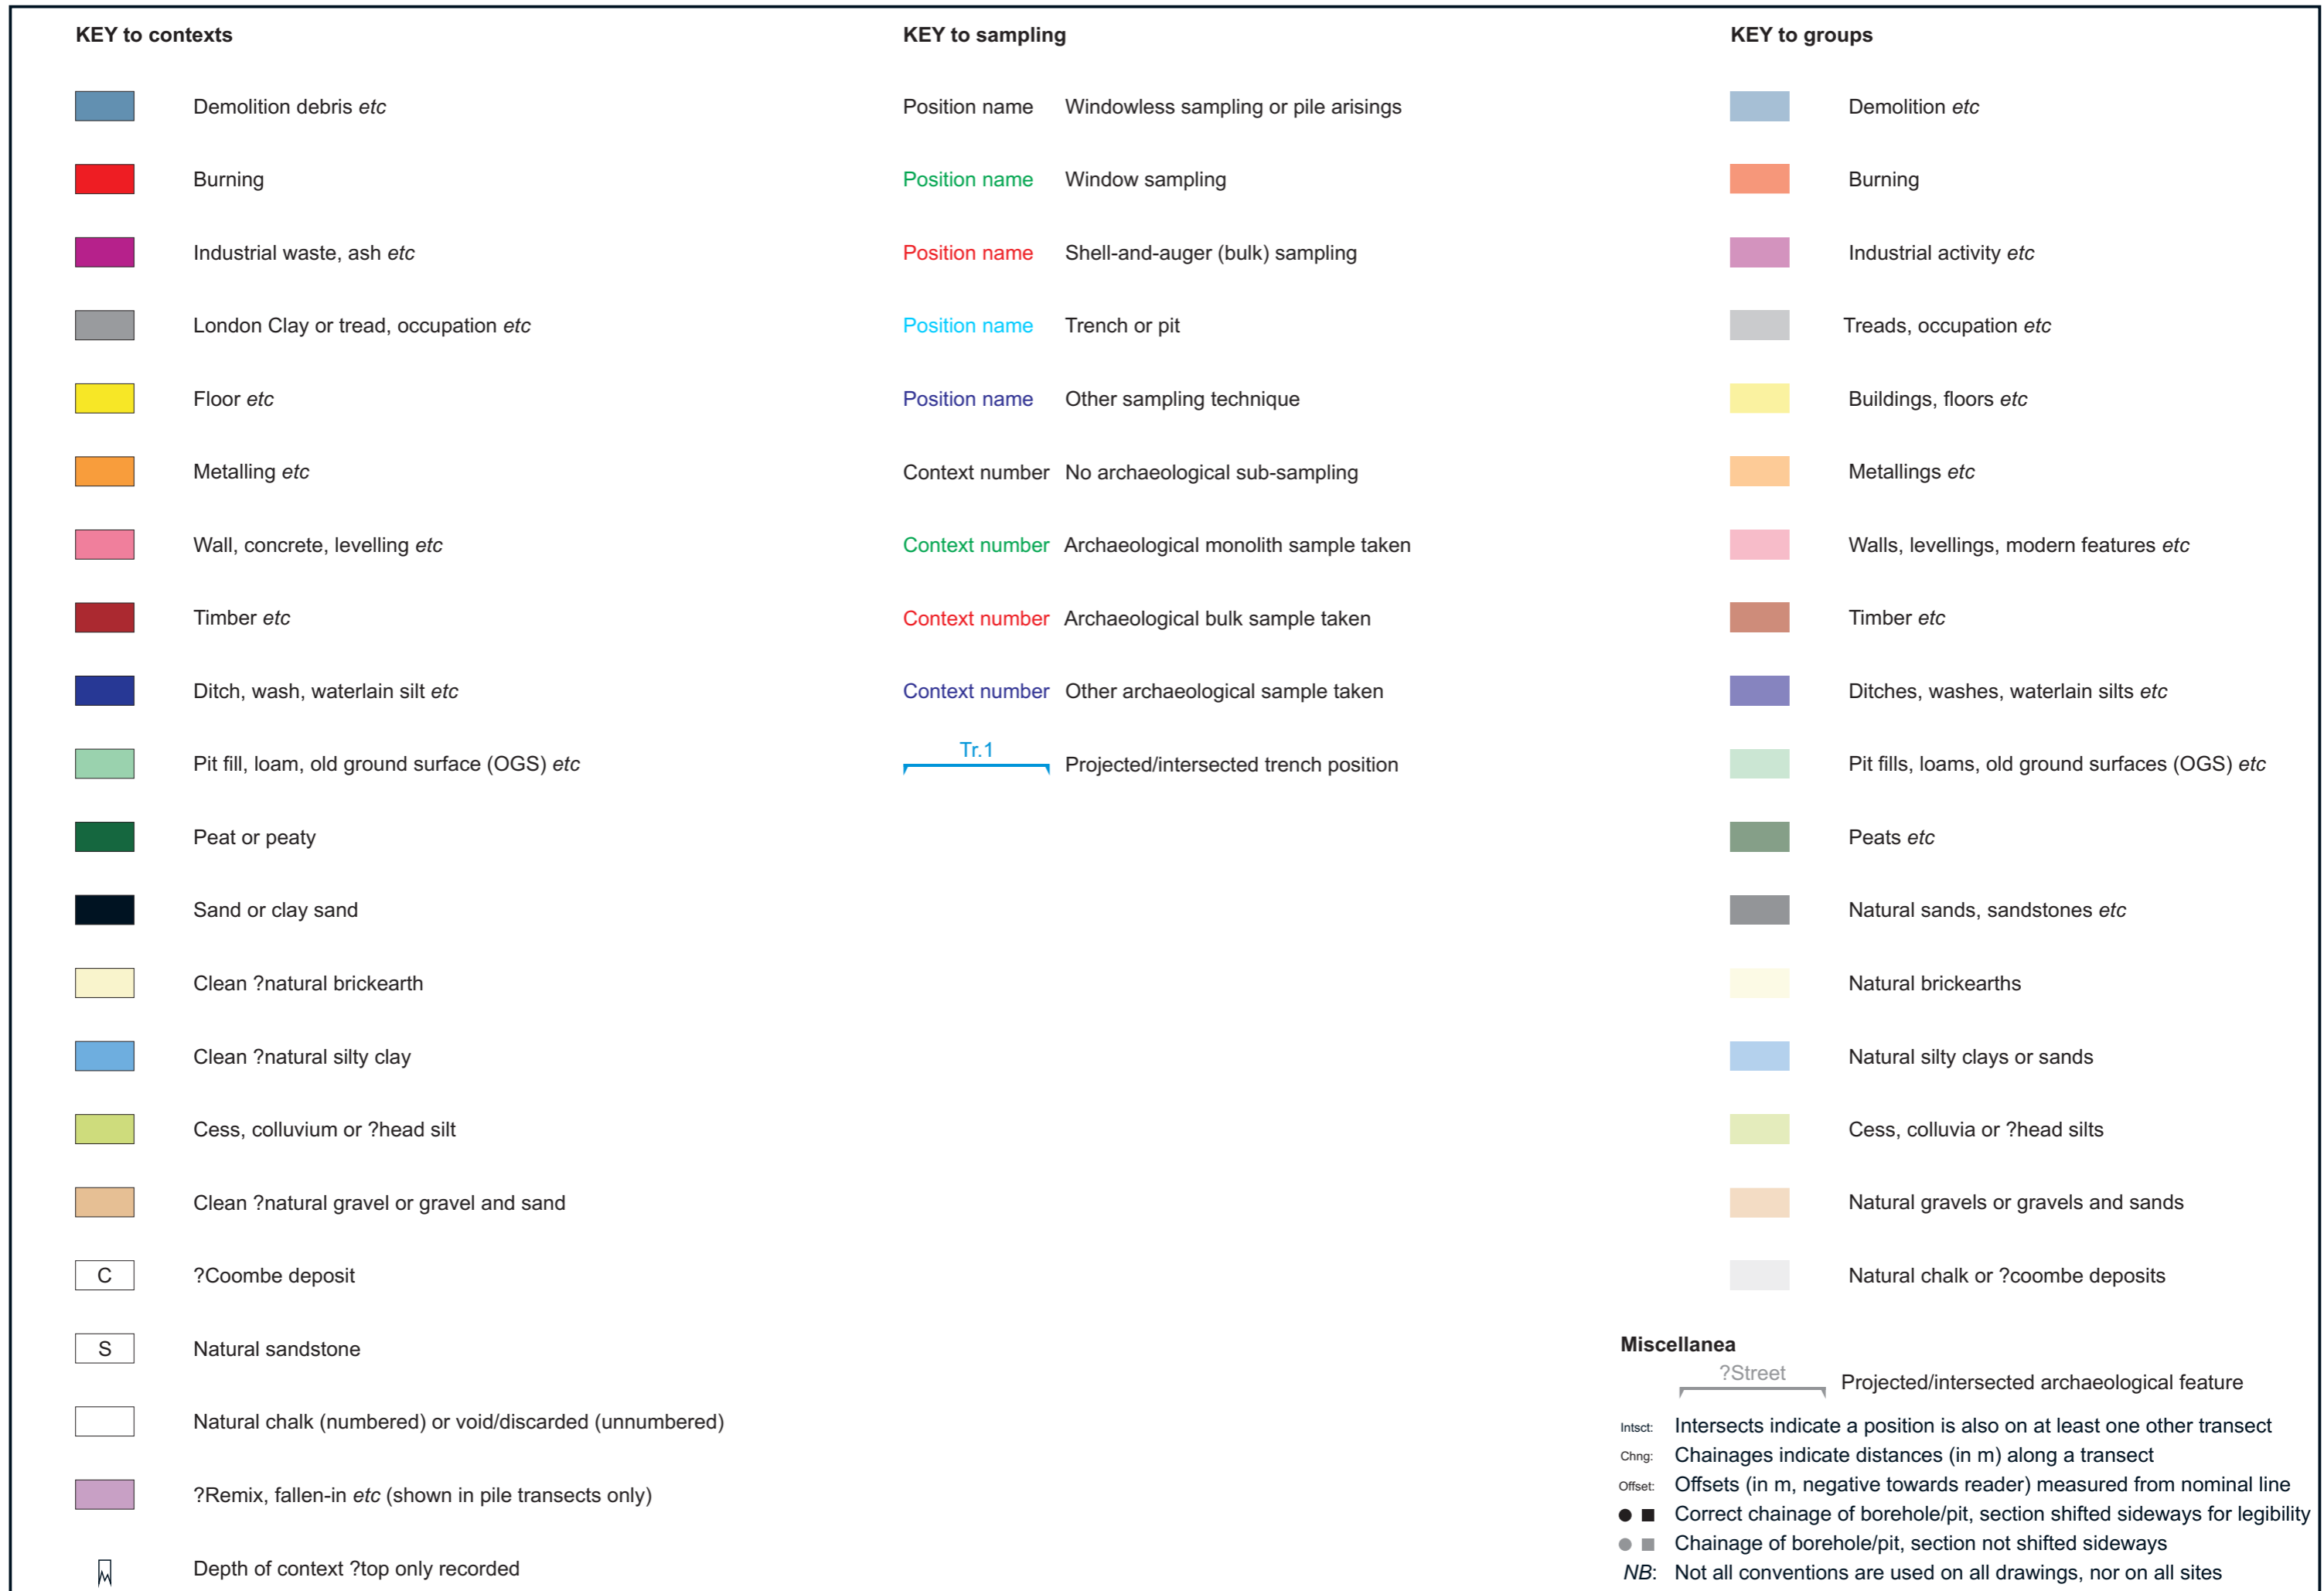 KEY to contexts
Demolition debris etc
Burning
Industrial waste, ash etc
London Clay or tread, occupation etc
Floor etc
Metalling etc
Wall, concrete, levelling etc
Timber etc
Ditch, wash, waterlain silt etc
Pit fill, loam, old ground surface (OGS) etc
Peat or peaty
Sand or clay sand
Clean ?natural brickearth
Clean ?natural silty clay
Cess, colluvium or ?head silt
Clean ?natural gravel or gravel and sand
C ?Coombe deposit
S Natural sandstone
Natural chalk (numbered) or void/discarded (unnumbered)
?Remix, fallen-in etc (shown in pile transects only)
Depth of context ?top only recorded
KEY to sampling
Position name Windowless sampling or pile arisings
Position name Window sampling
Position name Shell-and-auger (bulk) sampling
Position name Trench or pit
Position name Other sampling technique
Context number No archaeological sub-sampling
Context number Archaeological monolith sample taken
Context number Archaeological bulk sample taken
Context number Other archaeological sample taken
Tr.1 Projected/intersected trench position
KEY to groups
Demolition etc
Burning
Industrial activity etc
Treads, occupation etc
Buildings, floors etc
Metallings etc
Walls, levellings, modern features etc
Timber etc
Ditches, washes, waterlain silts etc
Pit fills, loams, old ground surfaces (OGS) etc
Peats etc
Natural sands, sandstones etc
Natural brickearths
Natural silty clays or sands
Cess, colluvia or ?head silts
Natural gravels or gravels and sands
Natural chalk or ?coombe deposits
Miscellanea
?Street Projected/intersected archaeological feature
Intsct: Intersects indicate a position is also on at least one other transect
Chng: Chainages indicate distances (in m) along a transect
Offset: Offsets (in m, negative towards reader) measured from nominal line
Correct chainage of borehole/pit, section shifted sideways for legibility
Chainage of borehole/pit, section not shifted sideways
NB: Not all conventions are used on all drawings, nor on all sites